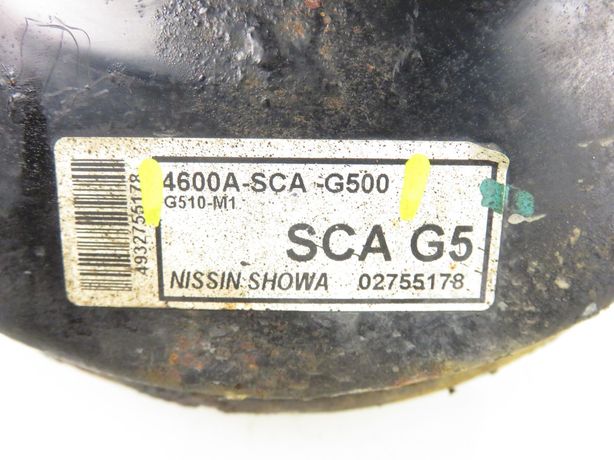 4932755178
4600A-SCA -G500
G510-M1
SCA G5
NISSIN SHOWA 02755178